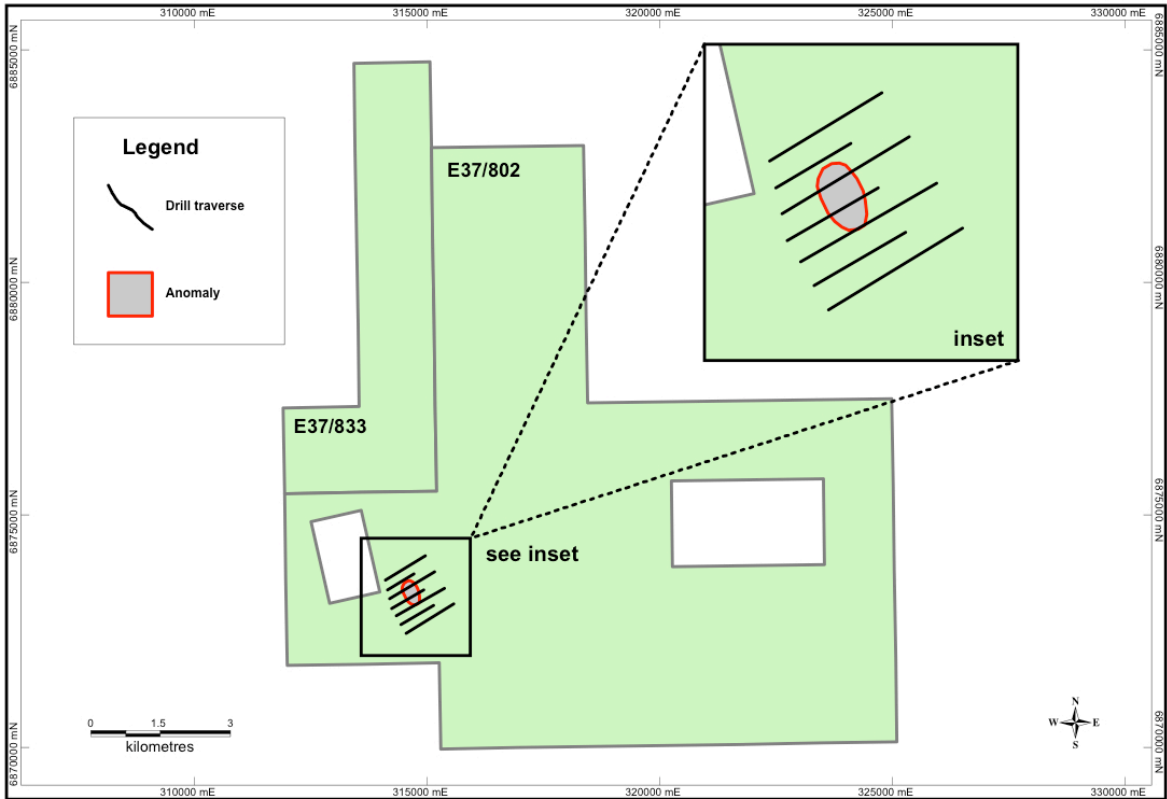 310000 mE
315000 mE
320000 mE
325000 mE
330000 mE
6885000 mN
6885000 mN
Legend
Drill traverse
Anomaly
E37/802
inset
6880000 mN
6880000 mN
E37/833
6875000 mN
6875000 mN
see inset
0 1.5 3
kilometres
N
W E
S
6870000 mN
6870000 mN
310000 mE
315000 mE
320000 mE
325000 mE
330000 mE